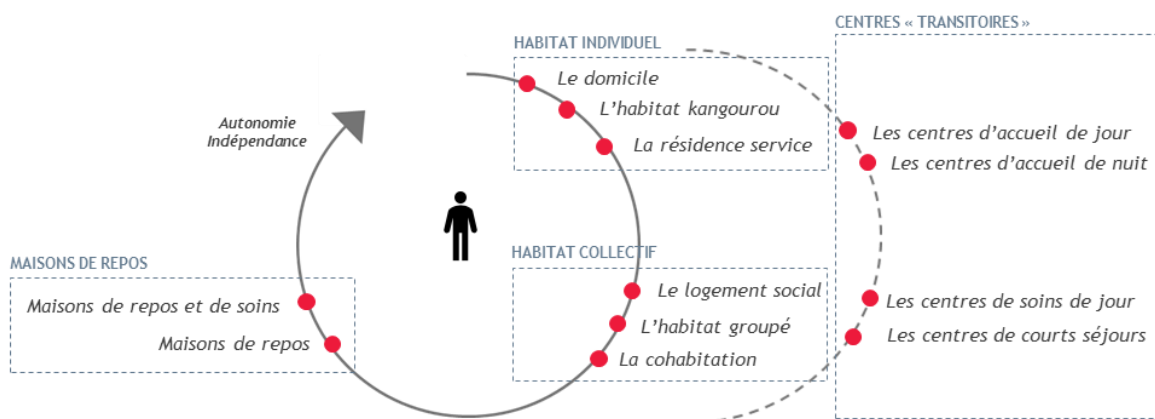 CENTRES « TRANSITOIRES »
HABITAT INDIVIDUEL
Le domicile
L'habitat kangourou
La résidence service
Autonomie
Indépendance
Les centres d'accueil de jour
Les centres d'accueil de nuit
HABITAT COLLECTIF
Le logement social
L'habitat groupé
La cohabitation
MAISONS DE REPOS
Maisons de repos et de soins
Maisons de repos
Les centres de soins de jour
Les centres de courts séjours